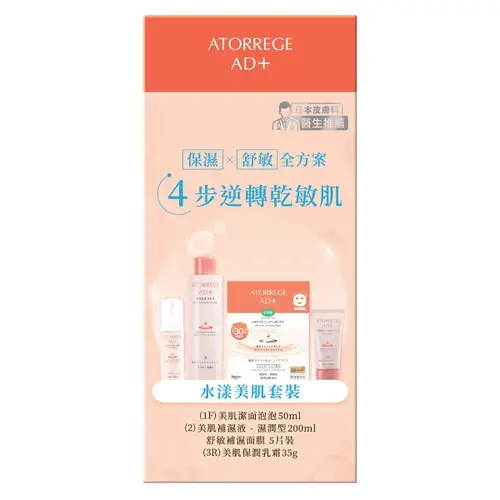 ATORREGE
AD+
日本皮膚科
醫生推薦
保濕 × 舒敏 全方案
4步逆轉乾敏肌
ATORREGE
AD+
ATORREGE
AD+
30
水漾美肌套裝
(1F)美肌潔面泡泡50ml
(2)美肌補濕液 - 濕潤型200ml
舒敏補濕面膜 5片裝
(3R)美肌保潤乳霜35g